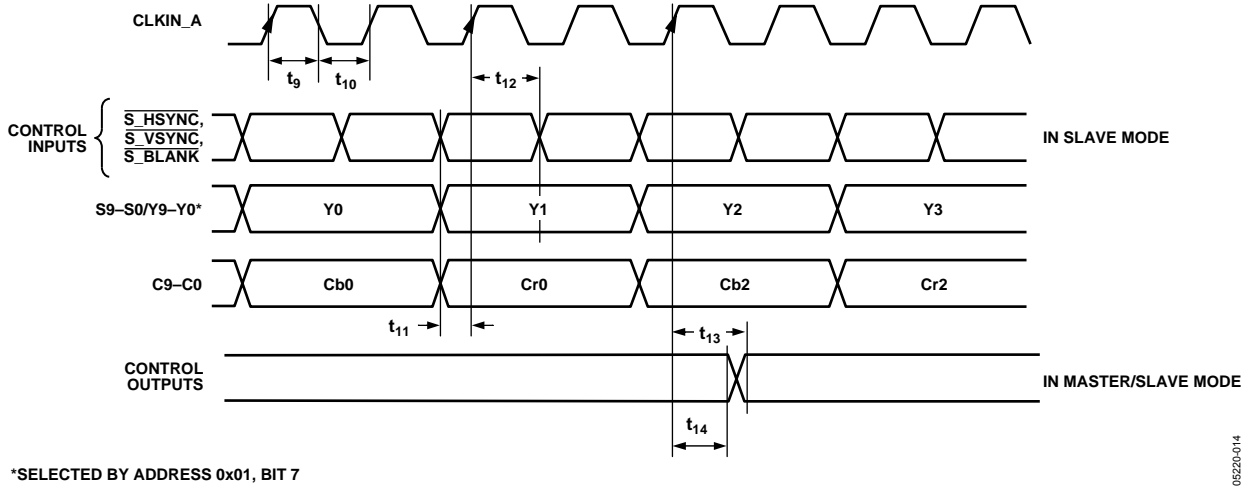 CLKIN_A
t9
t10
t12
CONTROL
INPUTS
S_HSYNC,
S_VSYNC,
S_BLANK
IN SLAVE MODE
S9–S0/Y9–Y0*
Y0
Y1
Y2
Y3
C9–C0
Cb0
Cr0
Cb2
Cr2
t11
t13
CONTROL
OUTPUTS
IN MASTER/SLAVE MODE
t14
*SELECTED BY ADDRESS 0x01, BIT 7
05220-014